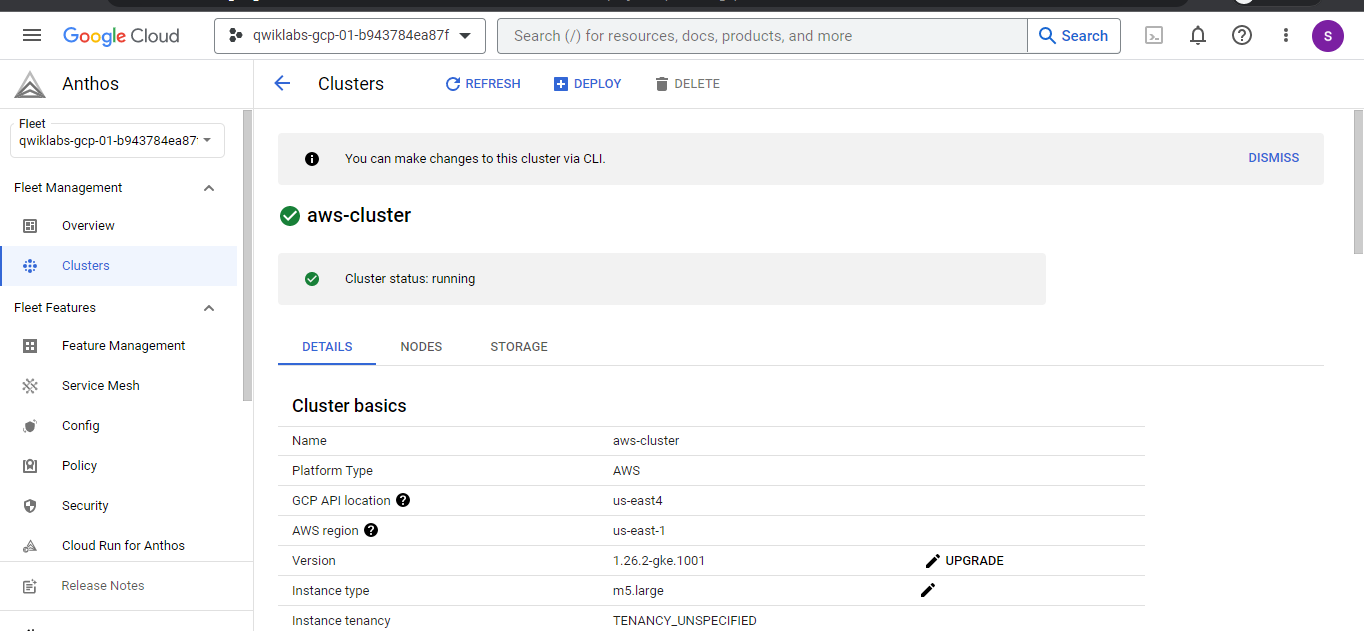 Google Cloud
qwiklabs-gcp-01-b943784ea87f
Search (/) for resources, docs, products, and more
Search
S
Anthos
Clusters
REFRESH
DEPLOY
DELETE
Fleet
qwiklabs-gcp-01-b943784ea87
Fleet Management
Overview
Clusters
Fleet Features
Feature Management
Service Mesh
Config
Policy
Security
Cloud Run for Anthos
Release Notes
You can make changes to this cluster via CLI.
DISMISS
aws-cluster
Cluster status: running
DETAILS NODES STORAGE
Cluster basics
Name aws-cluster
Platform Type AWS
GCP API location us-east4
AWS region us-east-1
Version 1.26.2-gke.1001 UPGRADE
Instance type m5.large
Instance tenancy TENANCY_UNSPECIFIED